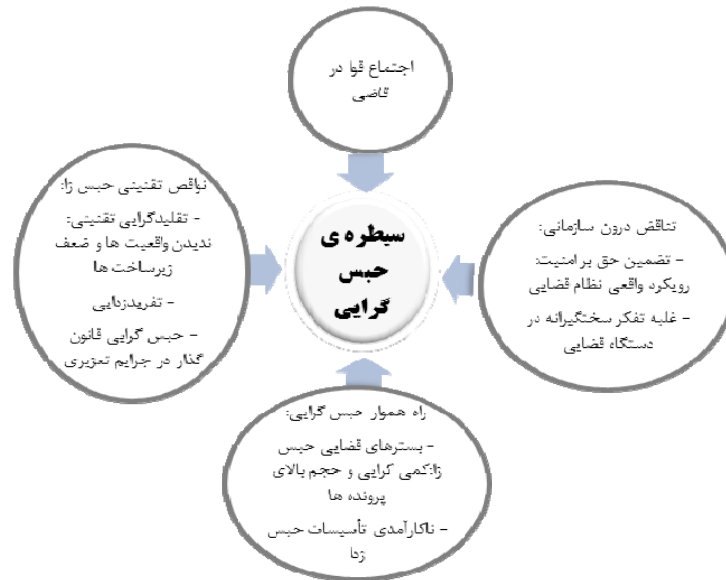 اجتماع قوا در
قاضی
نواقص تقنینی حبس زا:
- تقلیدگرایی تقنینی:
ندیدن واقعیت ها و ضعف
زیرساخت ها
- تفریدزدایی
- حبس گرایی قانون
گذار در جرایم تعزیری
سیطره ی
حبس
گرایی
تناقض درون سازمانی:
- تضمین حق بر امنیت:
رویکرد واقعی نظام قضایی
- غلبه تفکر سختگیرانه در
دستگاه قضایی
راه هموار حبس گرایی:
- بسترهای قضایی حبس
زا:کمی گرایی و حجم بالای
پرونده ها
- ناکارآمدی تأسیسات حبس
زدا